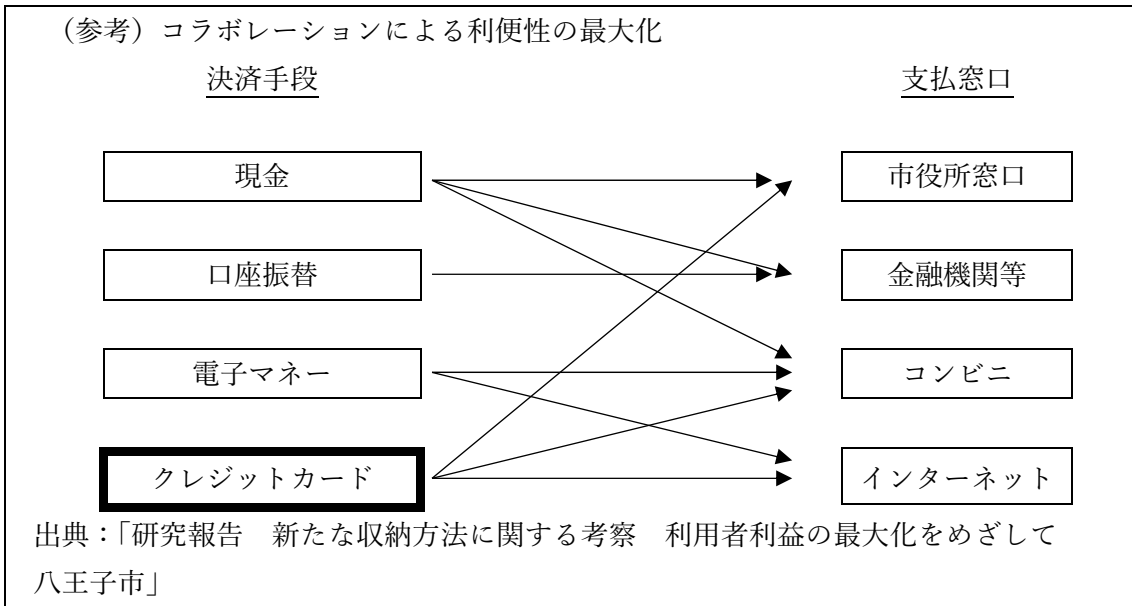 （参考）コラボレーションによる利便性の最大化
決済手段
支払窓口
現金
市役所窓口
口座振替
金融機関等
電子マネー
コンビニ
クレジットカード
インターネット
出典：「研究報告　新たな収納方法に関する考察　利用者利益の最大化をめざして
八王子市」